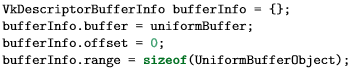 VkDescriptorBufferInfo bufferInfo = {};
bufferInfo.buffer = uniformBuffer;
bufferInfo.offset = 0;
bufferInfo.range = sizeof(UniformBufferObject);